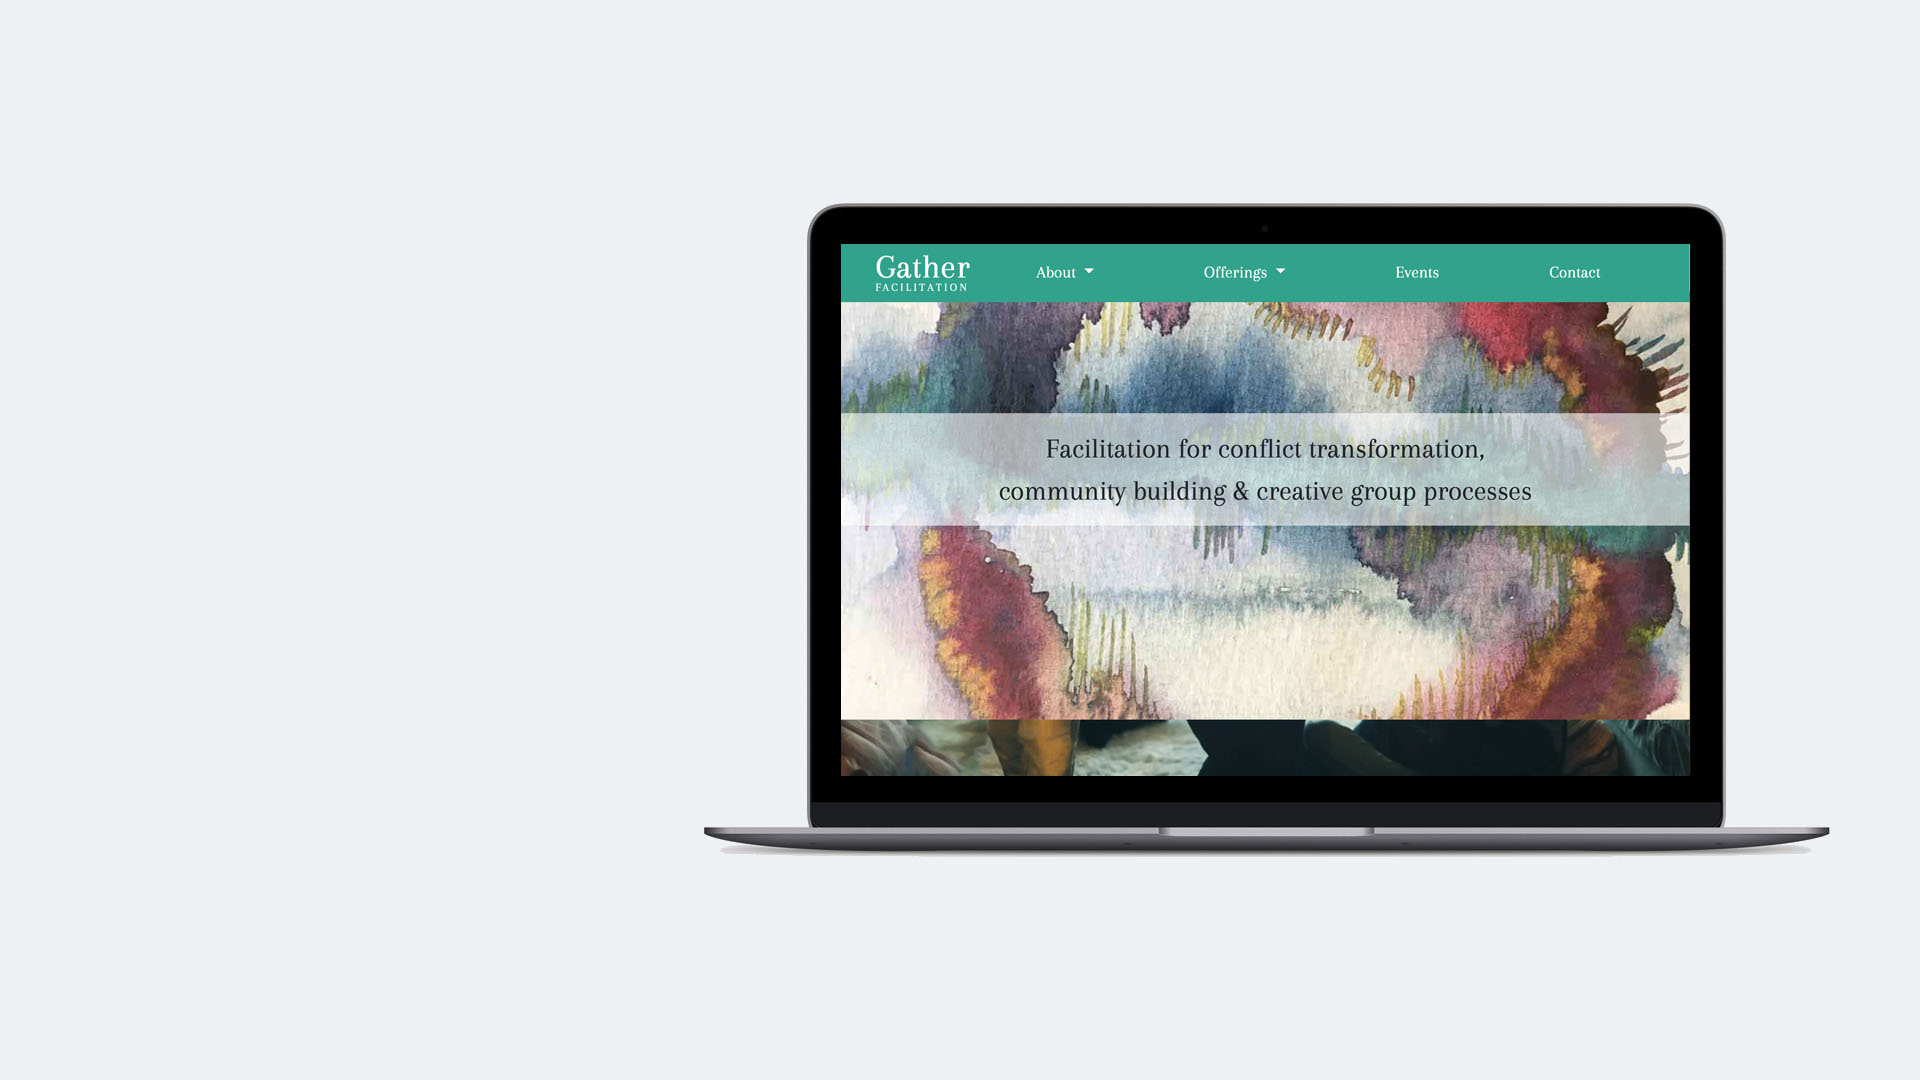 Gather
FACILITATION
About
Offerings
Events
Contact
Facilitation for conflict transformation,
community building & creative group processes